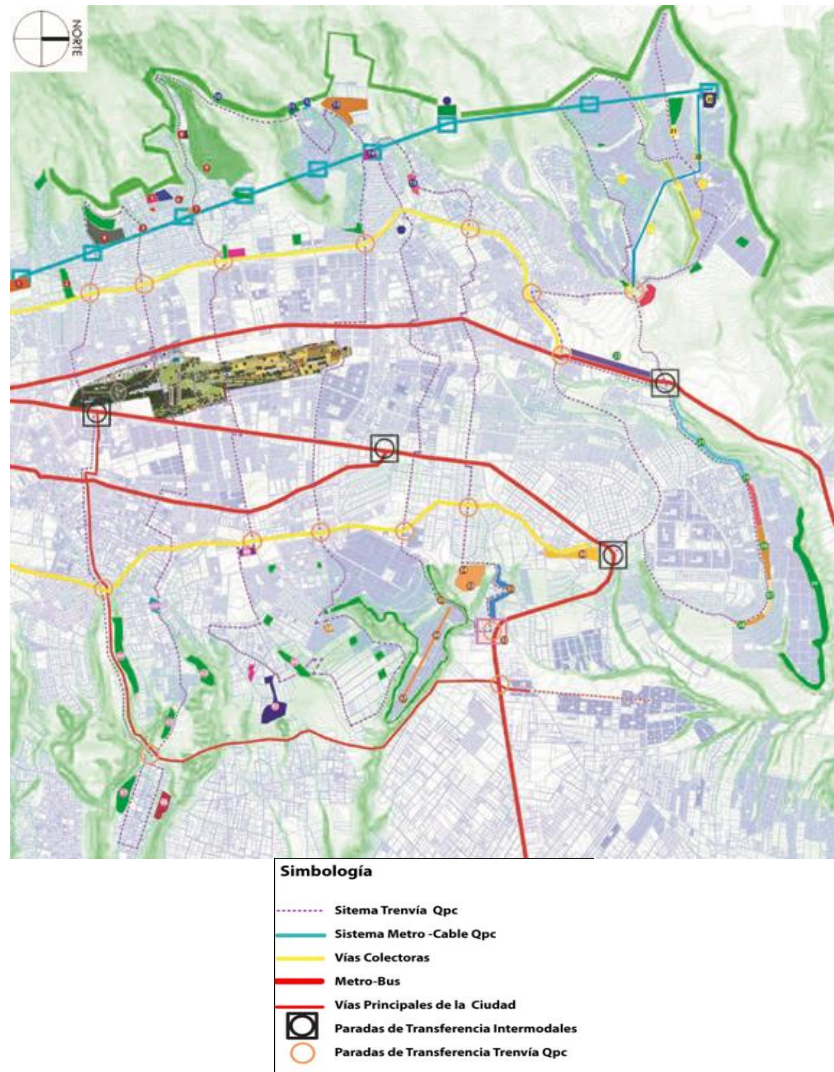 NORTE
Simbología
Sitema Trenvía Qpc
Sistema Metro -Cable Qpc
Vías Colectoras
Metro-Bus
Vías Principales de la Ciudad
Paradas de Transferencia Intermodales
Paradas de Transferencia Trenvía Qpc